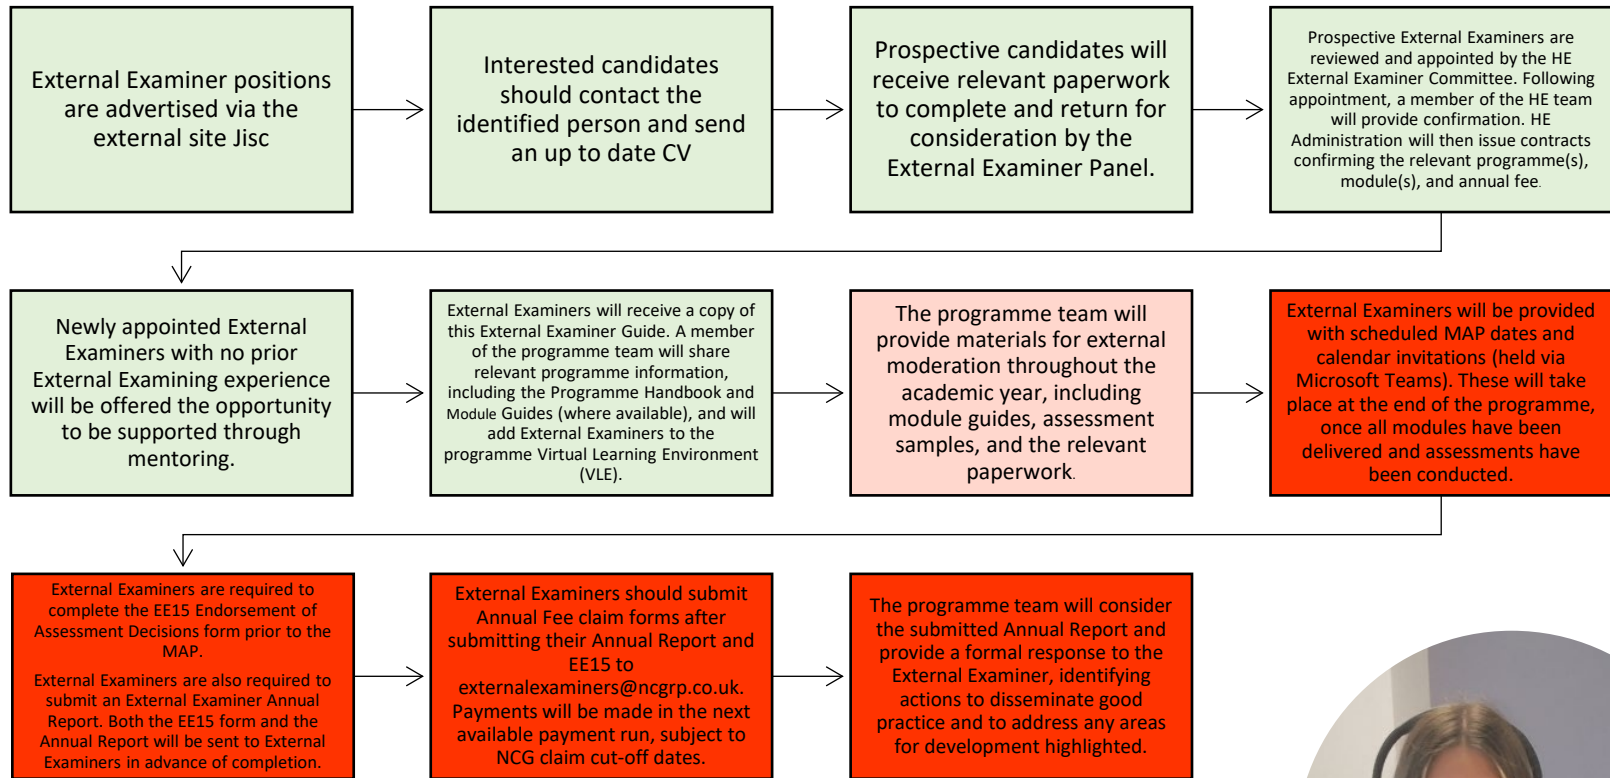 External Examiner positions
are advertised via the
external site Jisc
Interested candidates
should contact the
identified person and send
an up to date CV
Prospective candidates will
receive relevant paperwork
to complete and return for
consideration by the
External Examiner Panel.
Prospective External Examiners are
reviewed and appointed by the HE
External Examiner Committee. Following
appointment, a member of the HE team
will provide confirmation. HE
Administration will then issue contracts
confirming the relevant programme(s),
module(s), and annual fee.
Newly appointed External
Examiners with no prior
External Examining experience
will be offered the opportunity
to be supported through
mentoring.
External Examiners will receive a copy of
this External Examiner Guide. A member
of the programme team will share
relevant programme information,
including the Programme Handbook and
Module Guides (where available), and will
add External Examiners to the
programme Virtual Learning Environment
(VLE).
The programme team will
provide materials for external
moderation throughout the
academic year, including
module guides, assessment
samples, and the relevant
paperwork.
External Examiners will be provided
with scheduled MAP dates and
calendar invitations (held via
Microsoft Teams). These will take
place at the end of the programme,
once all modules have been
delivered and assessments have
been conducted.
External Examiners are required to
complete the EE15 Endorsement of
Assessment Decisions form prior to the
MAP.
External Examiners are also required to
submit an External Examiner Annual
Report. Both the EE15 form and the
Annual Report will be sent to External
Examiners in advance of completion.
External Examiners should submit
Annual Fee claim forms after
submitting their Annual Report and
EE15 to
externalexaminers@ncgrp.co.uk.
Payments will be made in the next
available payment run, subject to
NCG claim cut-off dates.
The programme team will consider
the submitted Annual Report and
provide a formal response to the
External Examiner, identifying
actions to disseminate good
practice and to address any areas
for development highlighted.